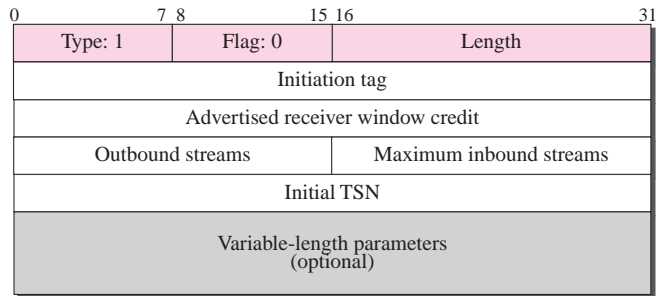 0 7 8 15 16 31
Type: 1 Flag: 0 Length
Initiation tag
Advertised receiver window credit
Outbound streams Maximum inbound streams
Initial TSN
Variable-length parameters
(optional)